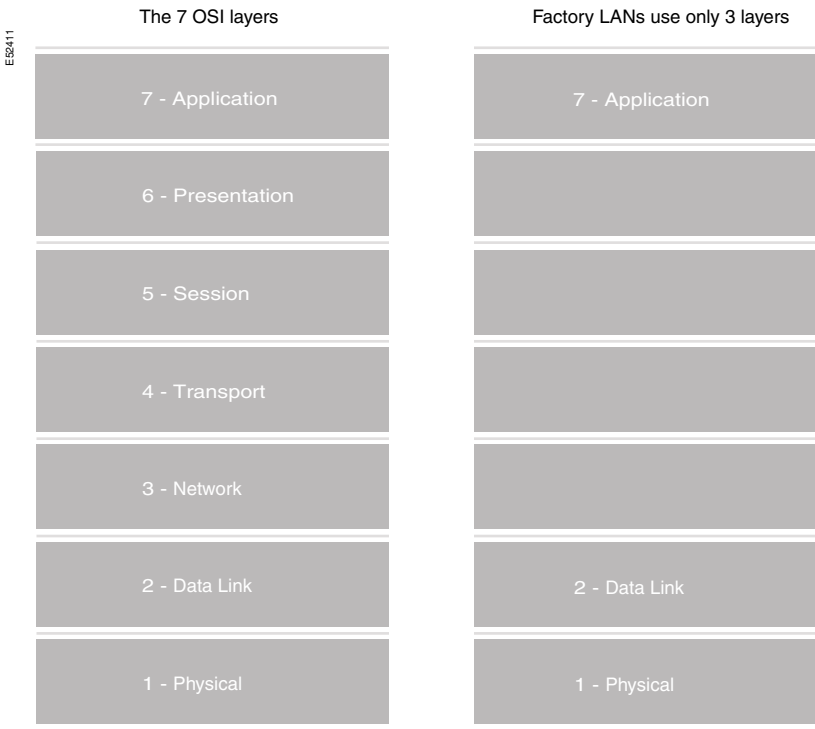 E52411
The 7 OSI layers
7 - Application
6 - Presentation
5 - Session
4 - Transport
3 - Network
2 - Data Link
1 - Physical
Factory LANs use only 3 layers
7 - Application
2 - Data Link
1 - Physical